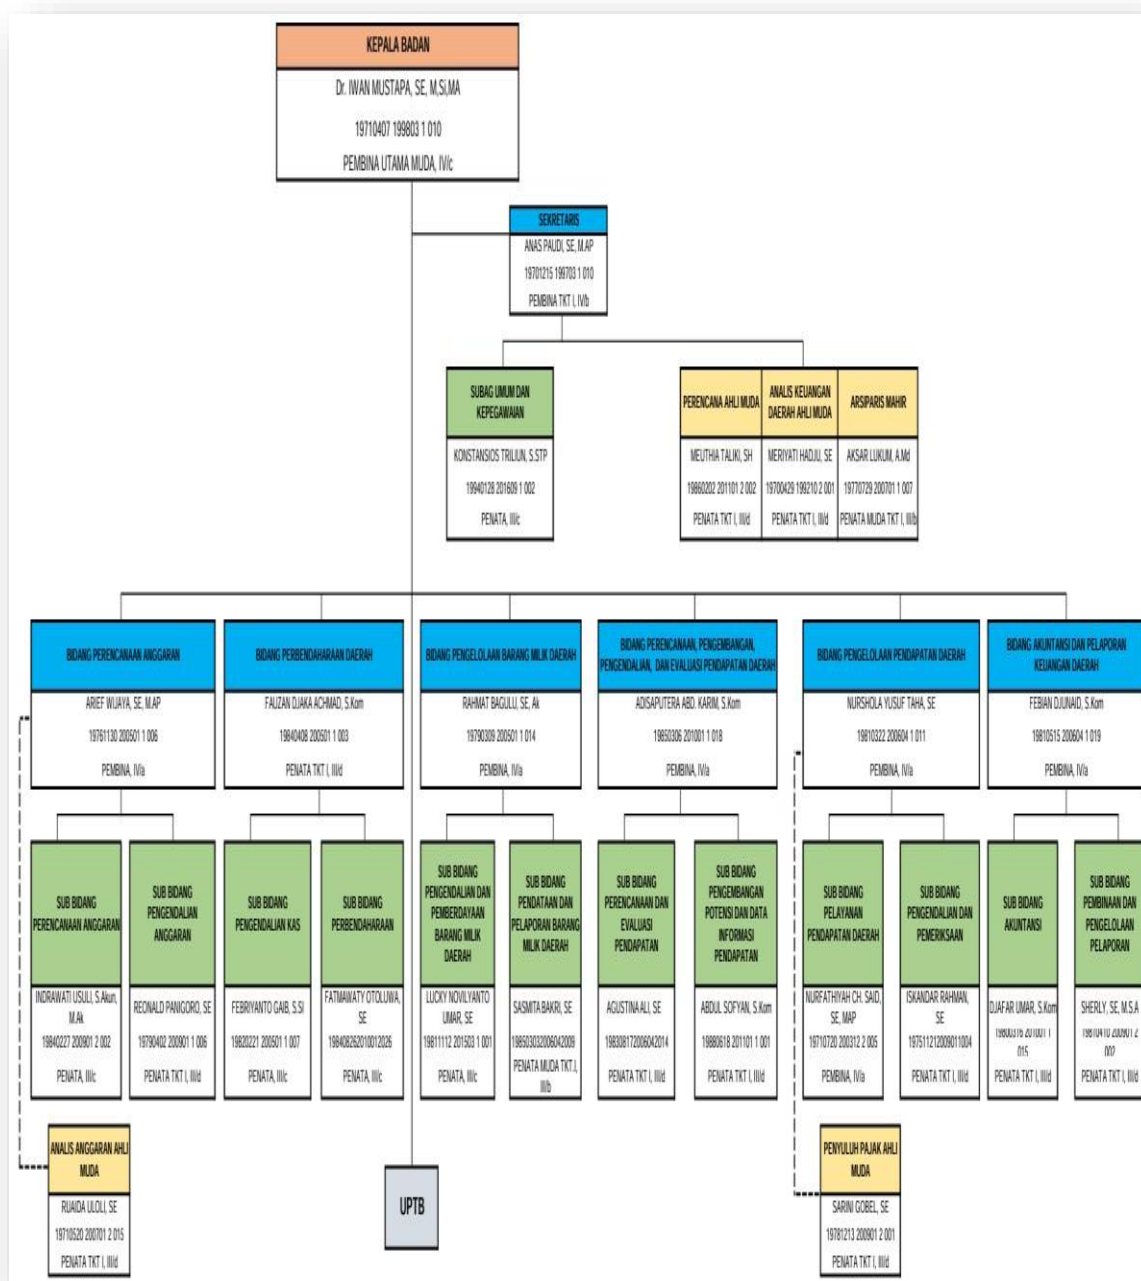 KEPALA BADAN
Dr. IWAN MUSTAPA, SE, M,Si,MA
19710407 199803 1 010
PEMBINA UTAMA MUDA, IV/c
SEKRETARIS
ANAS PAUDI, SE, M.AP
19701215 199703 1 010
PEMBINA TKT I, IV/b
SUBAG UMUM DAN
KEPEGAWAIAN
KONSTANSIOS TRILIUN, S.STP
19940128 201609 1 002
PENATA, III/c
PERENCANA AHLI MUDA
MEUTHIA TALIKI, SH
19860202 201101 2 002
PENATA TKT I, III/d
ANALIS KEUANGAN
DAERAH AHLI MUDA
MERIYATI HADJU, SE
19700429 199210 2 001
PENATA TKT I, III/d
ARSIPARIS MAHIR
AKSAR LUKUM, A.Md
19770729 200701 1 007
PENATA MUDA TKT I, III/b
BIDANG PERENCANAAN ANGGARAN
ARIEF WIJAYA, SE, M.AP
19761130 200501 1 006
PEMBINA, IV/a
BIDANG PERBENDAHARAAN DAERAH
FAUZAN DJAKA ACHMAD, S.Kom
19840408 200501 1 003
PENATA TKT I, III/d
BIDANG PENGELOLAAN BARANG MILIK DAERAH
RAHMAT BAGULU, SE, Ak
19790309 200501 1 014
PEMBINA, IV/a
BIDANG PERENCANAAN, PENGEMBANGAN,
PENGENDALIAN, DAN EVALUASI PENDAPATAN DAERAH
ADISAPUTERA ABD. KARIM, S.Kom
19850306 201001 1 018
PEMBINA, IV/a
BIDANG PENGELOLAAN PENDAPATAN DAERAH
NURSHOLA YUSUF TAHA, SE
19810322 200604 1 011
PEMBINA, IV/a
BIDANG AKUNTANSI DAN PELAPORAN
KEUANGAN DAERAH
FEBIAN DJUNAID, S.Kom
19810515 200604 1 019
PEMBINA, IV/a
SUB BIDANG
PERENCANAAN ANGGARAN
INDRAWATI USULI, S.Akun,
M.Ak
19840227 200901 2 002
PENATA, III/c
SUB BIDANG
PENGENDALIAN
ANGGARAN
REONALD PANIGORO, SE
19790402 200901 1 006
PENATA TKT I, III/d
SUB BIDANG
PENGENDALIAN KAS
FEBRIYANTO GAIB, S.SI
19820221 200501 1 007
PENATA, III/c
SUB BIDANG
PERBENDAHARAAN
FATMAWATY OTOLUWA,
SE
198408262010012026
PENATA, III/c
SUB BIDANG
PENGENDALIAN DAN
PEMBERDAYAAN
BARANG MILIK
DAERAH
LUCKY NOVILYANTO
UMAR, SE
19811112 201503 1 001
PENATA, III/c
SUB BIDANG
PENDATAAN DAN
PELAPORAN BARANG
MILIK DAERAH
SASMITA BAKRI, SE
198503032006042009
PENATA MUDA TKT.I,
III/b
SUB BIDANG
PERENCANAAN DAN
EVALUASI
PENDAPATAN
AGUSTINA ALI, SE
198308172006042014
PENATA TKT I, III/d
SUB BIDANG
PENGEMBANGAN
POTENSI DAN DATA
INFORMASI
PENDAPATAN
ABDUL SOFYAN, S.Kom
19880618 201101 1 001
PENATA TKT I, III/d
SUB BIDANG
PELAYANAN
PENDAPATAN DAERAH
NURFATHIYAH CH. SAID,
SE, MAP
19710720 200312 2 005
PEMBINA, IV/a
SUB BIDANG
PENGENDALIAN DAN
PEMERIKSAAN
ISKANDAR RAHMAN,
SE
197511212009011004
PENATA TKT I, III/d
SUB BIDANG
AKUNTANSI
DJAFAR UMAR, S.Kom
19800316 201001 1
015
PENATA TKT I, III/d
SUB BIDANG
PEMBINAAN DAN
PENGELOLAAN
PELAPORAN
SHERLY, SE, M.S.A
19810410 200901 2
002
PENATA TKT I, III/d
ANALIS ANGGARAN AHLI
MUDA
RUAIDA ULOLI, SE
19710520 200701 2 015
PENATA TKT I, III/d
UPTB
PENYULUH PAJAK AHLI
MUDA
SARINI GOBEL, SE
19781213 200901 2 001
PENATA TKT I, III/d